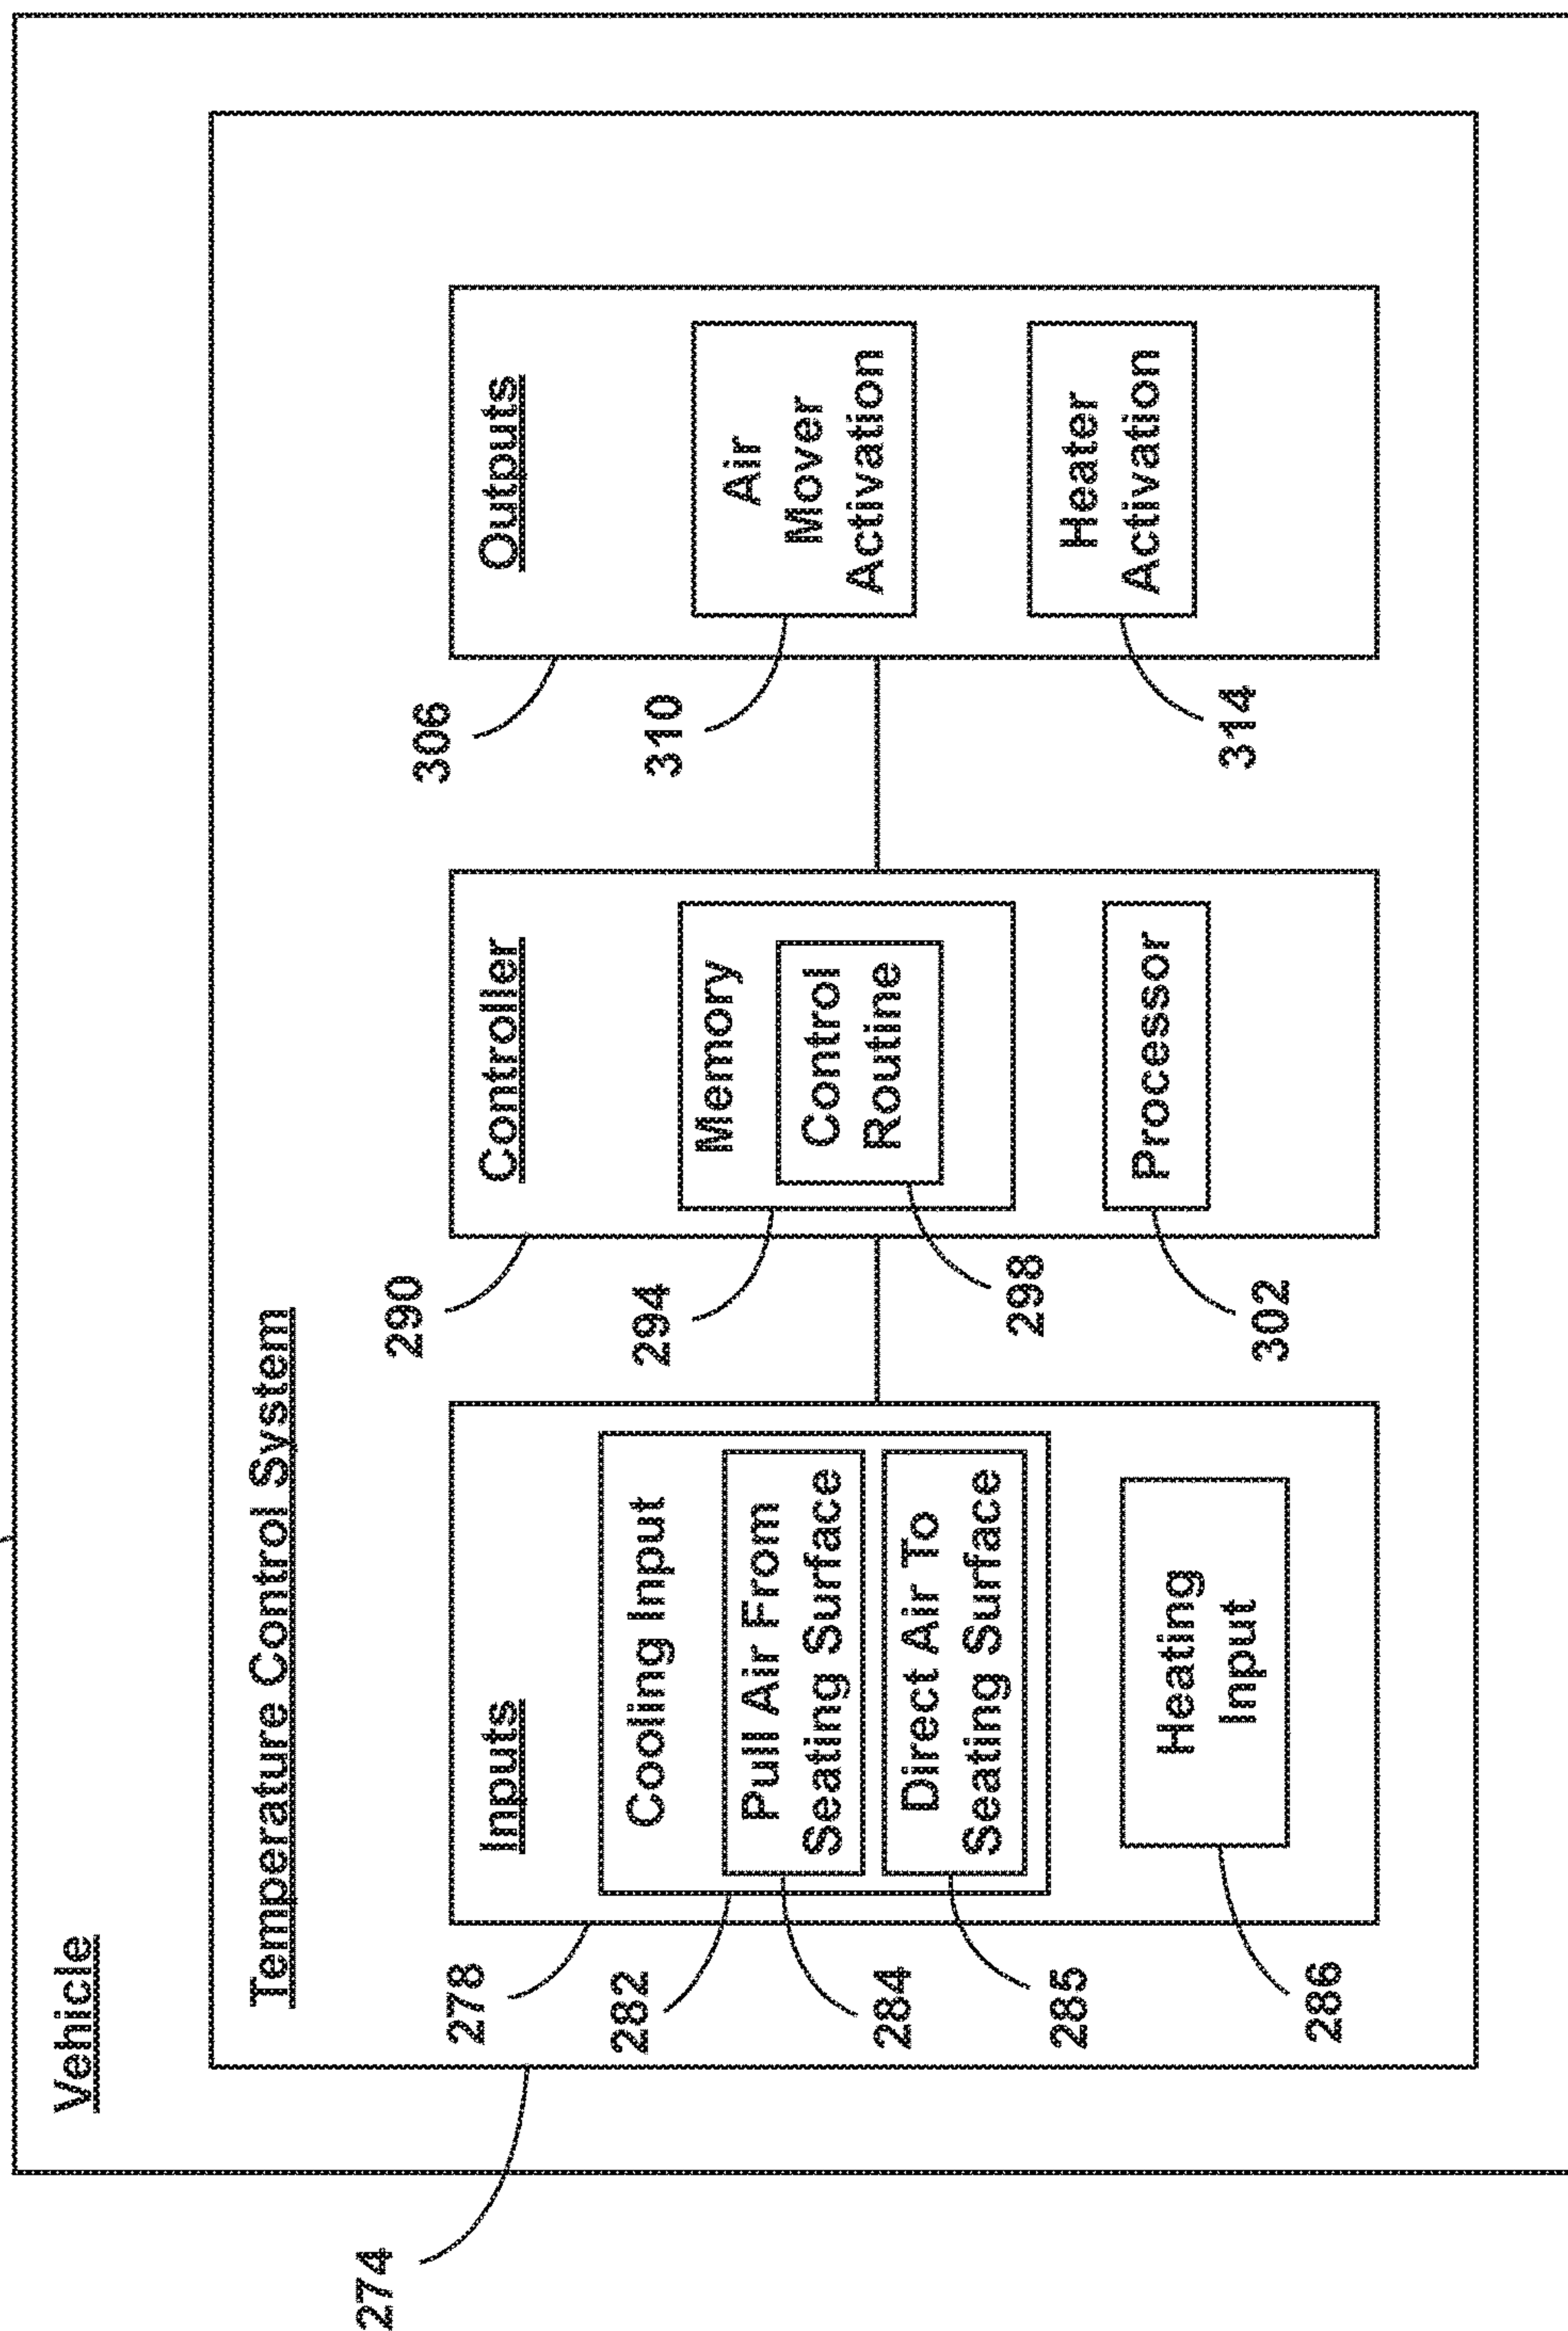 Vehicle
274
Temperature Control System
278
Inputs
282
Cooling Input
284
Pull Air From
Seating Surface
285
Direct Air To
Seating Surface
286
Heating
Input
290
Controller
294
Memory
298
Control
Routine
302
Processor
306
Outputs
310
Air
Mover
Activation
314
Heater
Activation